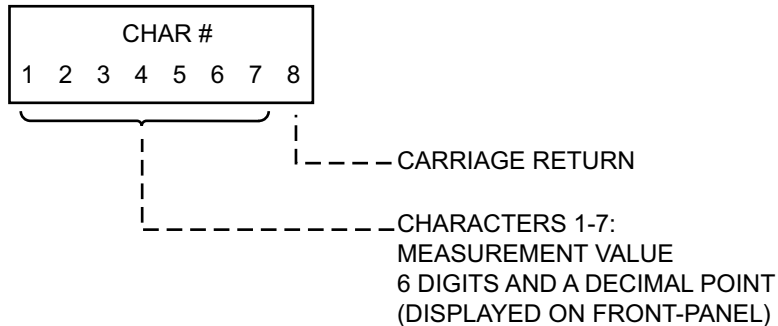 CHAR #
1 2 3 4 5 6 7 8
CARRIAGE RETURN
CHARACTERS 1-7:
MEASUREMENT VALUE
6 DIGITS AND A DECIMAL POINT
(DISPLAYED ON FRONT-PANEL)